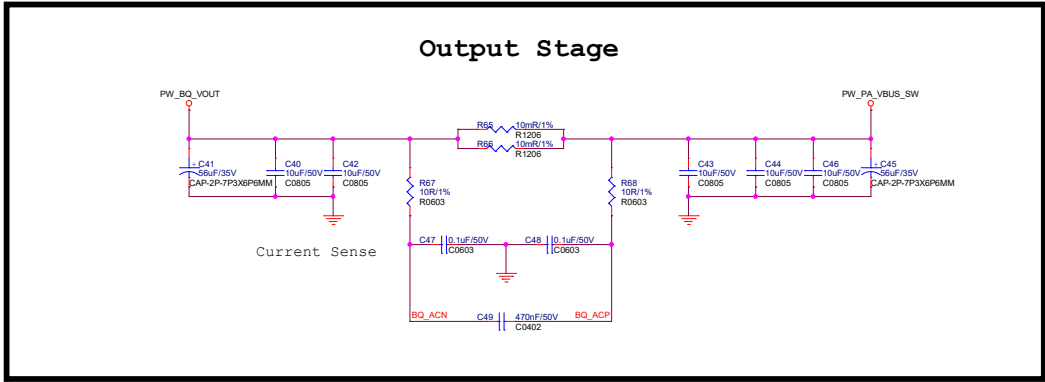 Output Stage
PW_BQ_VOUT
PW_PA_VBUS_SW
R65 10mR/1%
R1206
R66 10mR/1%
R1206
C41
56uF/35V
CAP-2P-7P3X6P6MM
C40
10uF/50V
C0805
C42
10uF/50V
C0805
R67
10R/1%
R0603
R68
10R/1%
R0603
C43
10uF/50V
C0805
C44
10uF/50V
C0805
C46
10uF/50V
C0805
C45
56uF/35V
CAP-2P-7P3X6P6MM
Current Sense
C47 0.1uF/50V
C0603
C48 0.1uF/50V
C0603
BQ_ACN
C49 470nF/50V
C0402
BQ_ACP